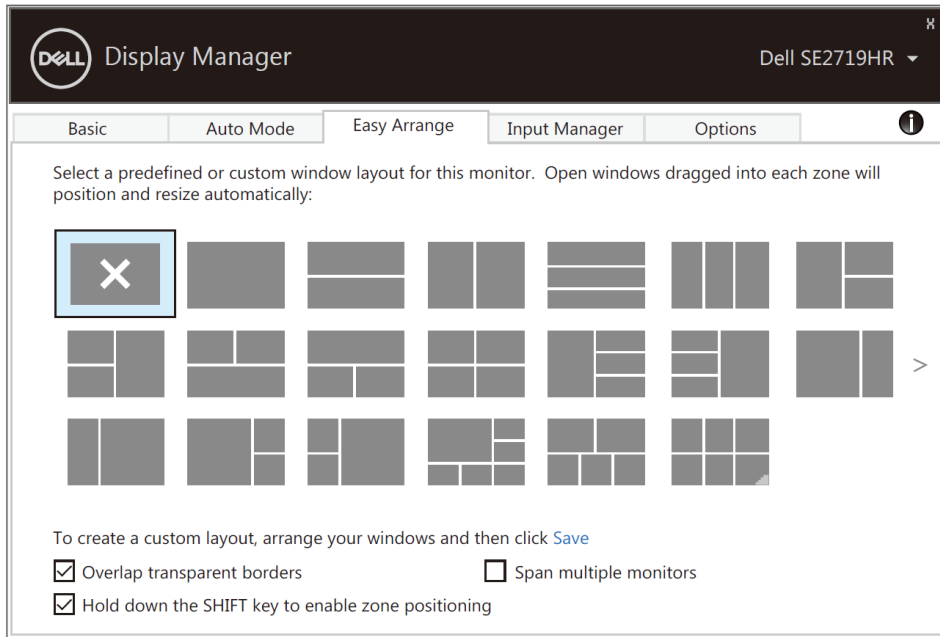 DELL Display Manager
Dell SE2719HR
Basic Auto Mode Easy Arrange Input Manager Options
Select a predefined or custom window layout for this monitor. Open windows dragged into each zone will
position and resize automatically:
>
To create a custom layout, arrange your windows and then click Save
Overlap transparent borders
Span multiple monitors
Hold down the SHIFT key to enable zone positioning